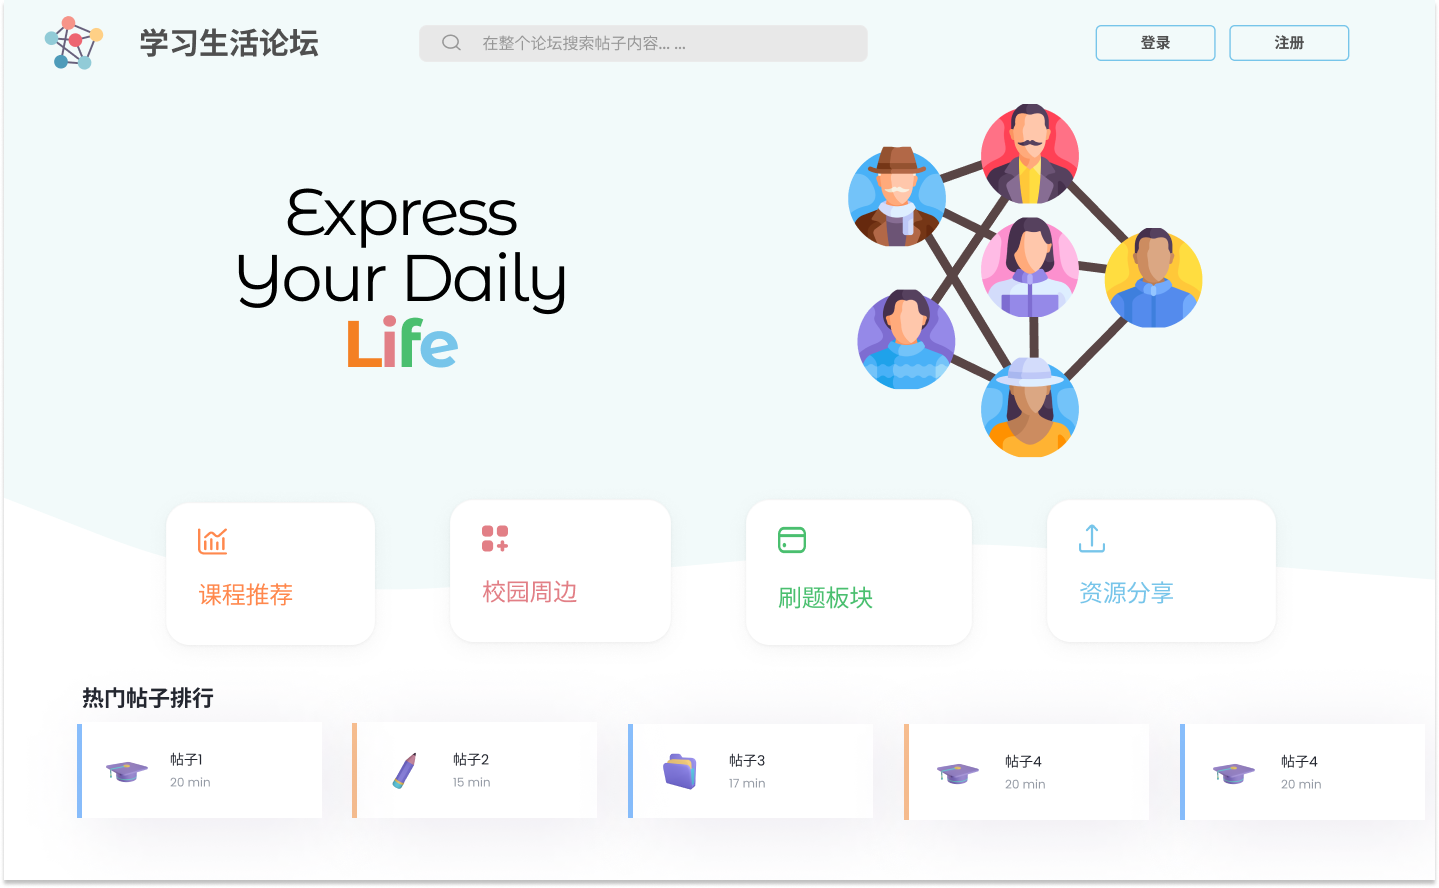 学习生活论坛
在整个论坛搜索帖子内容... ...
登录
注册
Express
Your Daily
Life
课程推荐
校园周边
刷题板块
资源分享
热门帖子排行
帖子1
20 min
帖子2
15 min
帖子3
17 min
帖子4
20 min
帖子4
20 min